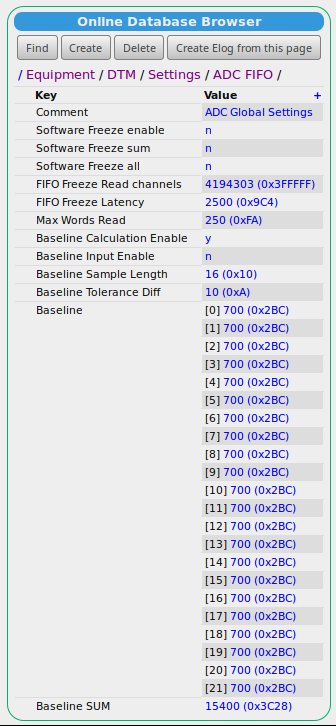 Online Database Browser
Find Create Delete Create Elog from this page
/ Equipment / DTM / Settings / ADC FIFO /
Key Value +
Comment ADC Global Settings
Software Freeze enable n
Software Freeze sum n
Software Freeze all n
FIFO Freeze Read channels 4194303 (0x3FFFFF)
FIFO Freeze Latency 2500 (0x9C4)
Max Words Read 250 (0xFA)
Baseline Calculation Enable y
Baseline Input Enable n
Baseline Sample Length 16 (0x10)
Baseline Tolerance Diff 10 (0xA)
Baseline [0] 700 (0x2BC)
[1] 700 (0x2BC)
[2] 700 (0x2BC)
[3] 700 (0x2BC)
[4] 700 (0x2BC)
[5] 700 (0x2BC)
[6] 700 (0x2BC)
[7] 700 (0x2BC)
[8] 700 (0x2BC)
[9] 700 (0x2BC)
[10] 700 (0x2BC)
[11] 700 (0x2BC)
[12] 700 (0x2BC)
[13] 700 (0x2BC)
[14] 700 (0x2BC)
[15] 700 (0x2BC)
[16] 700 (0x2BC)
[17] 700 (0x2BC)
[18] 700 (0x2BC)
[19] 700 (0x2BC)
[20] 700 (0x2BC)
[21] 700 (0x2BC)
Baseline SUM 15400 (0x3C28)